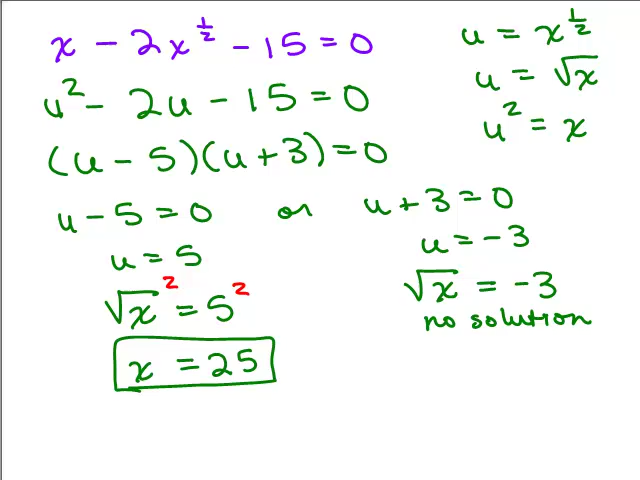 x - 2x^{1/2} - 15 = 0
u = x^{1/2}
u = √x
u² = x
u² - 2u - 15 = 0
(u - 5)(u + 3) = 0
u - 5 = 0 or u + 3 = 0
u = 5
u = -3
√x² = 5²
√x = -3
no solution
x = 25